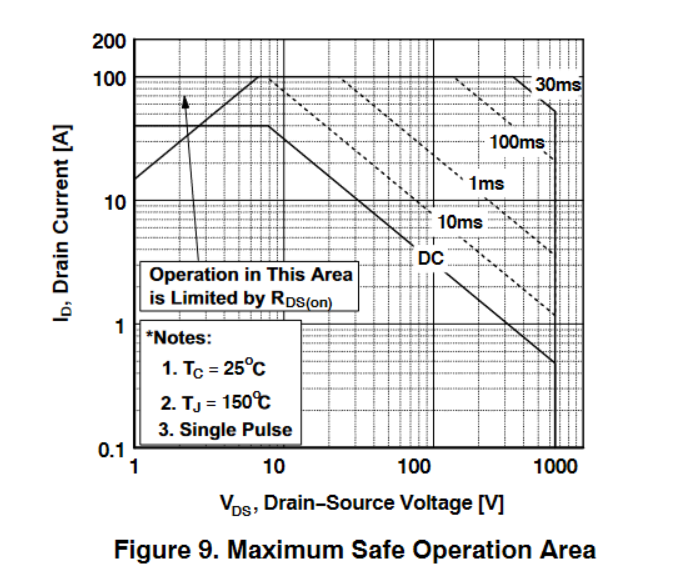 200
100
30ms
100ms
1ms
10
10ms
DC
Operation in This Area
is Limited by RDS(on)
1
*Notes:
1. TC = 25°C
2. TJ = 150°C
3. Single Pulse
0.1
1
10
100
1000
ID, Drain Current [A]
VDS, Drain−Source Voltage [V]
Figure 9. Maximum Safe Operation Area